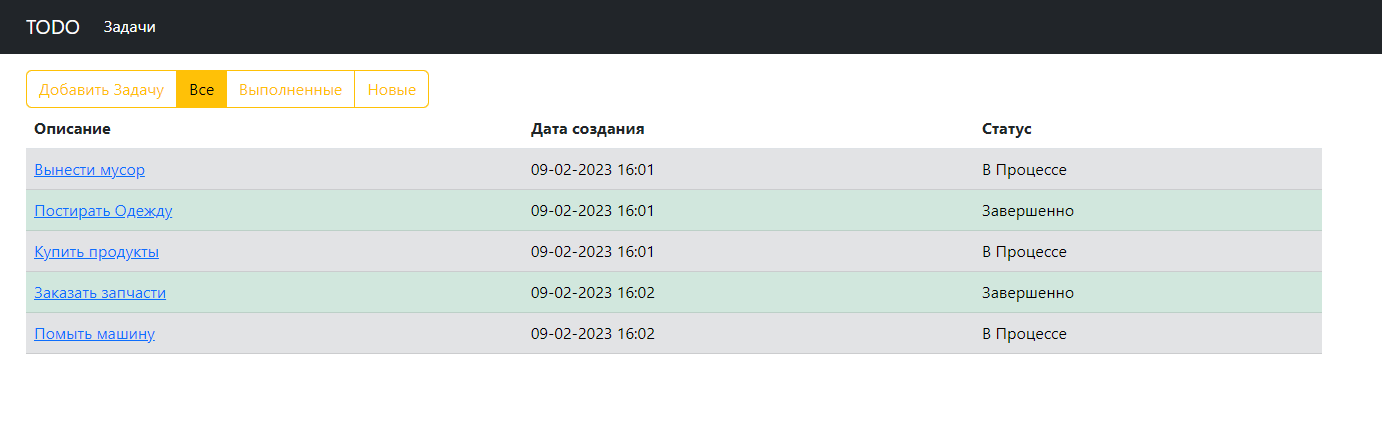 TODO Задачи
Добавить Задачу Все Выполненные Новые
Описание Дата создания Статус
Вынести мусор 09-02-2023 16:01 В Процессе
Постирать Одежду 09-02-2023 16:01 Завершенно
Купить продукты 09-02-2023 16:01 В Процессе
Заказать запчасти 09-02-2023 16:02 Завершенно
Помыть машину 09-02-2023 16:02 В Процессе